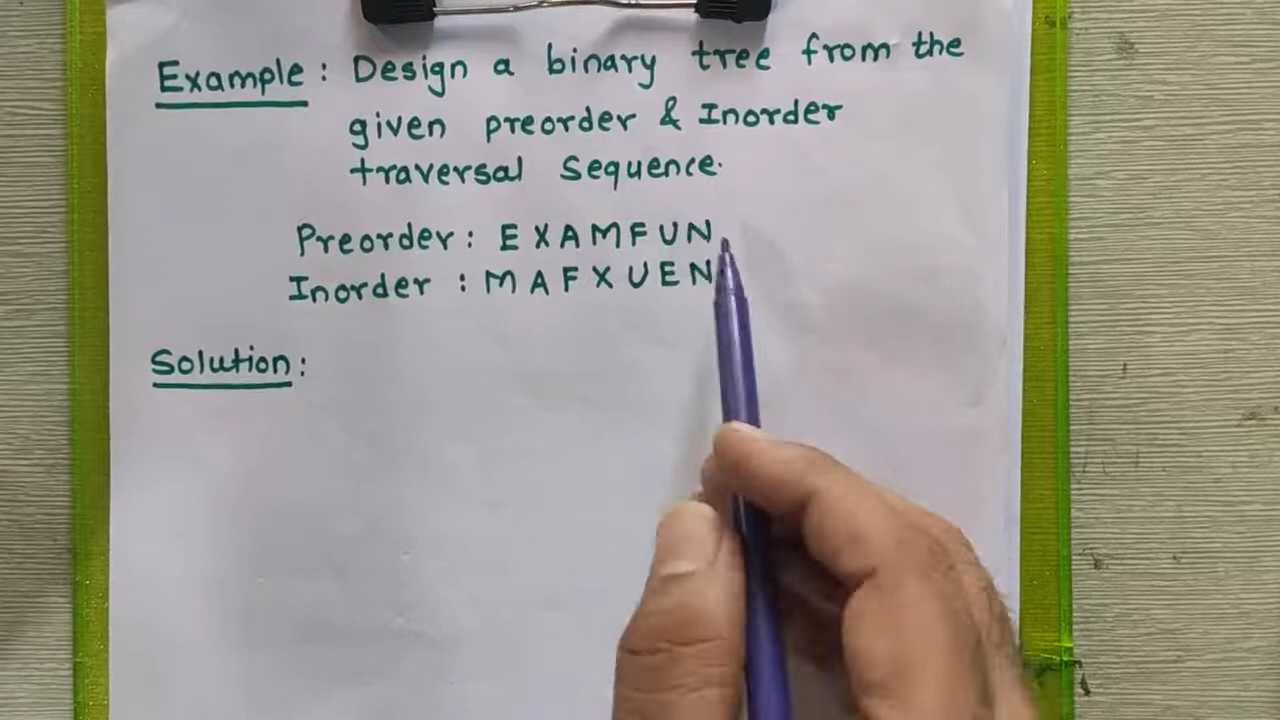 Example: Design a binary tree from the
given preorder & Inorder
traversal Sequence.
Preorder: E X A M F U N
Inorder : M A F X U E N
Solution: